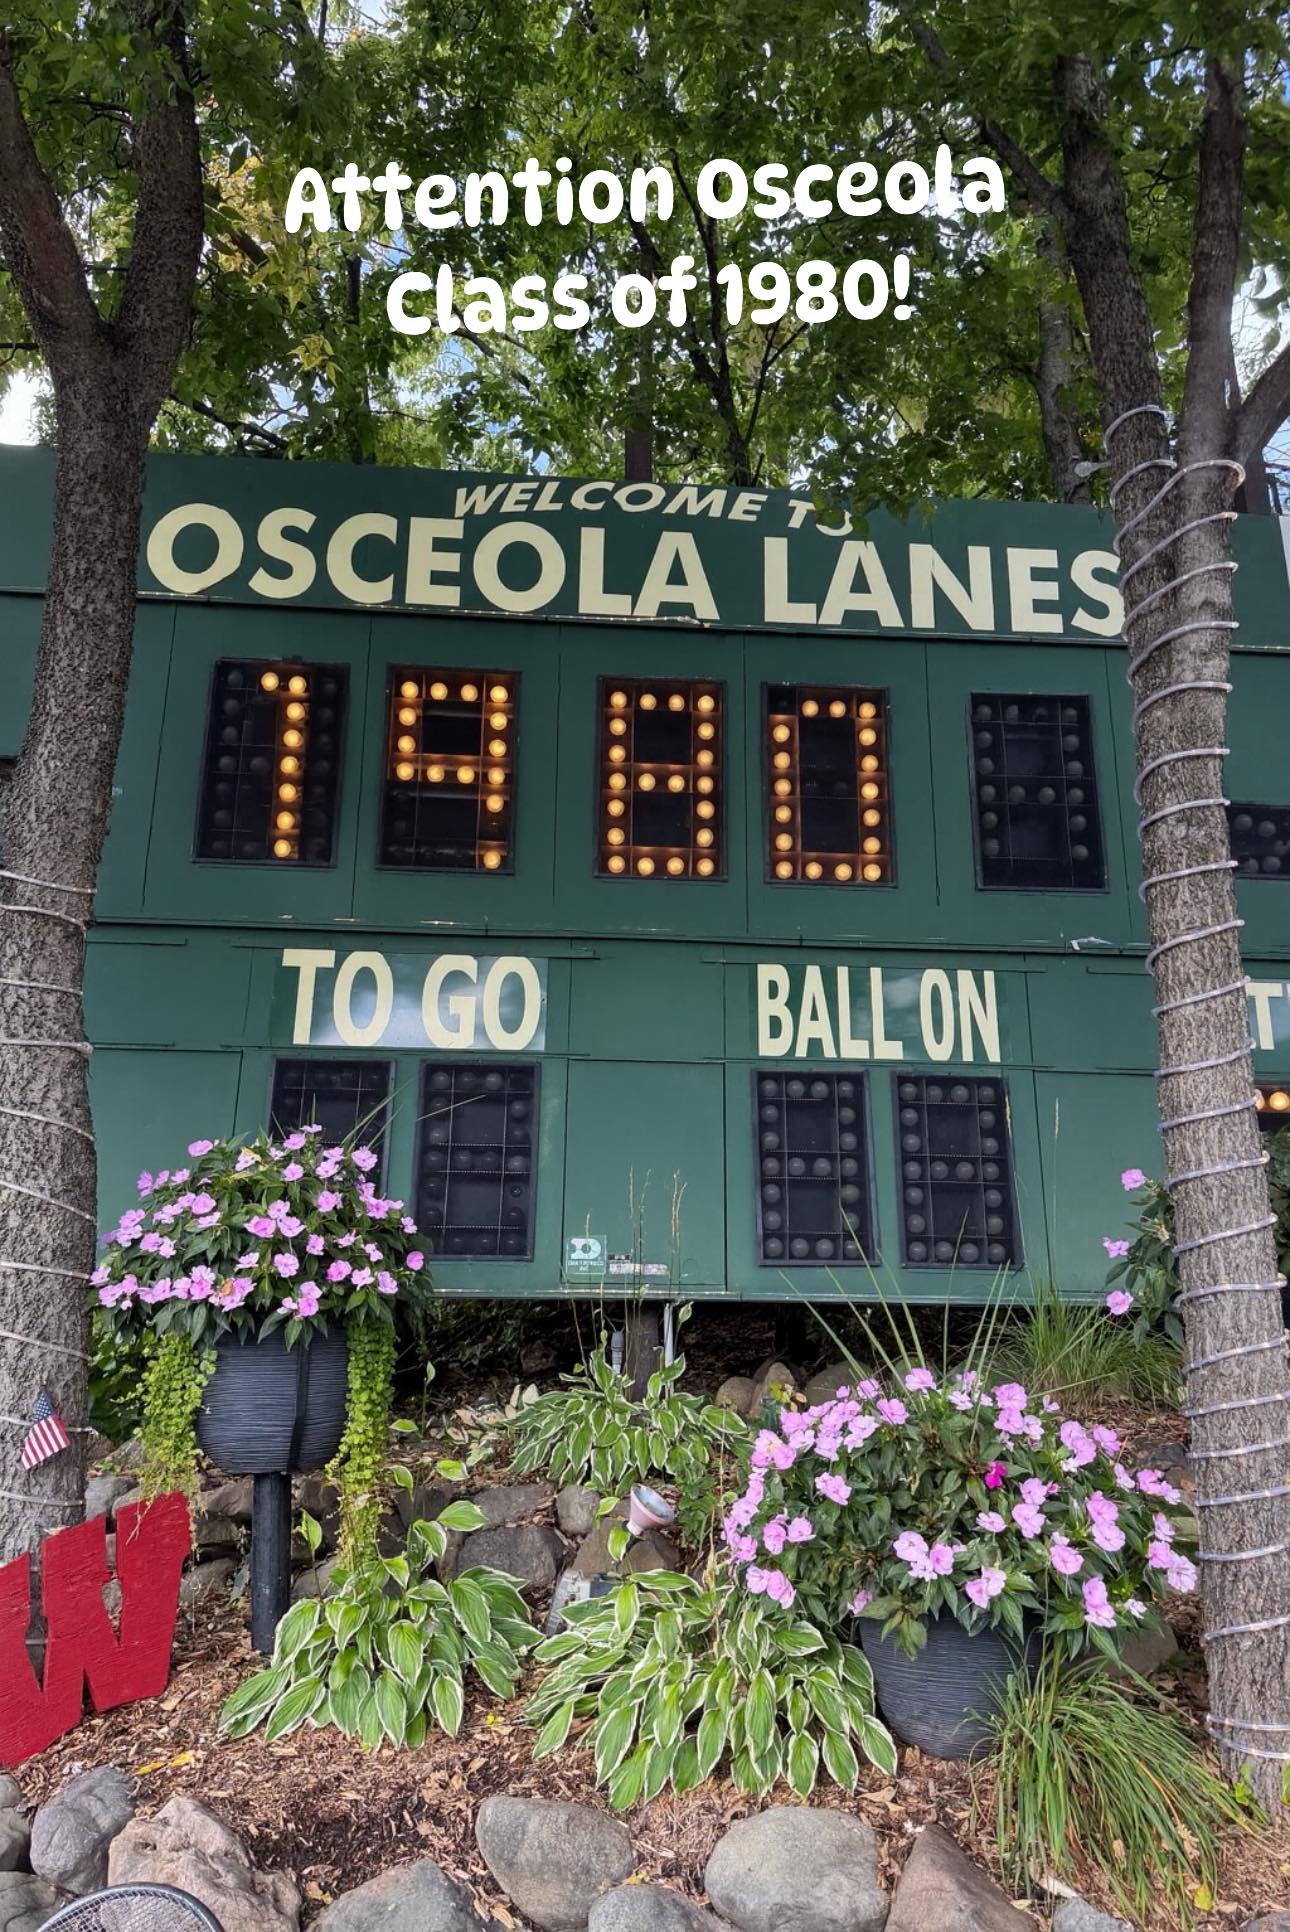 Attention Osceola
Class of 1980!
WELCOME TO
OSCEOLA LANES
1980
TO GO
BALL ON
T
W